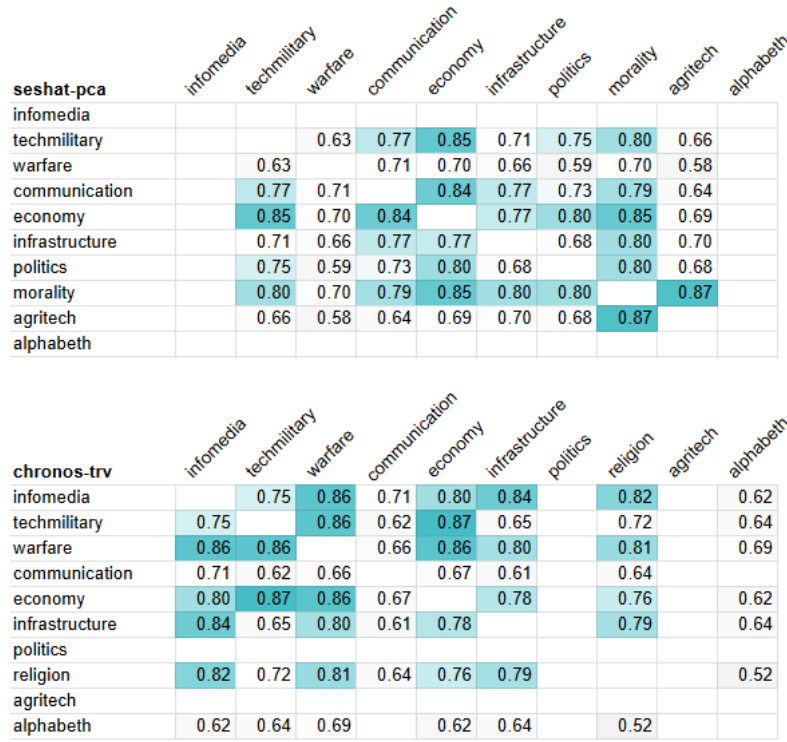 seshat-pca infomedia techmilitary warfare communication economy infrastructure politics morality agritech alphabeth
infomedia
techmilitary 0.63 0.77 0.85 0.71 0.75 0.80 0.66
warfare 0.63 0.71 0.70 0.66 0.59 0.70 0.58
communication 0.77 0.71 0.84 0.77 0.73 0.79 0.64
economy 0.85 0.70 0.84 0.77 0.80 0.85 0.69
infrastructure 0.71 0.66 0.77 0.77 0.68 0.80 0.70
politics 0.75 0.59 0.73 0.80 0.68 0.80 0.68
morality 0.80 0.70 0.79 0.85 0.80 0.80 0.87
agritech 0.66 0.58 0.64 0.69 0.70 0.68 0.87
alphabeth
chronos-trv infomedia techmilitary warfare communication economy infrastructure politics religion agritech alphabeth
infomedia 0.75 0.86 0.71 0.80 0.84 0.82 0.62
techmilitary 0.75 0.86 0.62 0.87 0.65 0.72 0.64
warfare 0.86 0.86 0.66 0.86 0.80 0.81 0.69
communication 0.71 0.62 0.66 0.67 0.61 0.64
economy 0.80 0.87 0.86 0.67 0.78 0.76 0.62
infrastructure 0.84 0.65 0.80 0.61 0.78 0.79 0.64
politics
religion 0.82 0.72 0.81 0.64 0.76 0.79 0.52
agritech
alphabeth 0.62 0.64 0.69 0.62 0.64 0.52